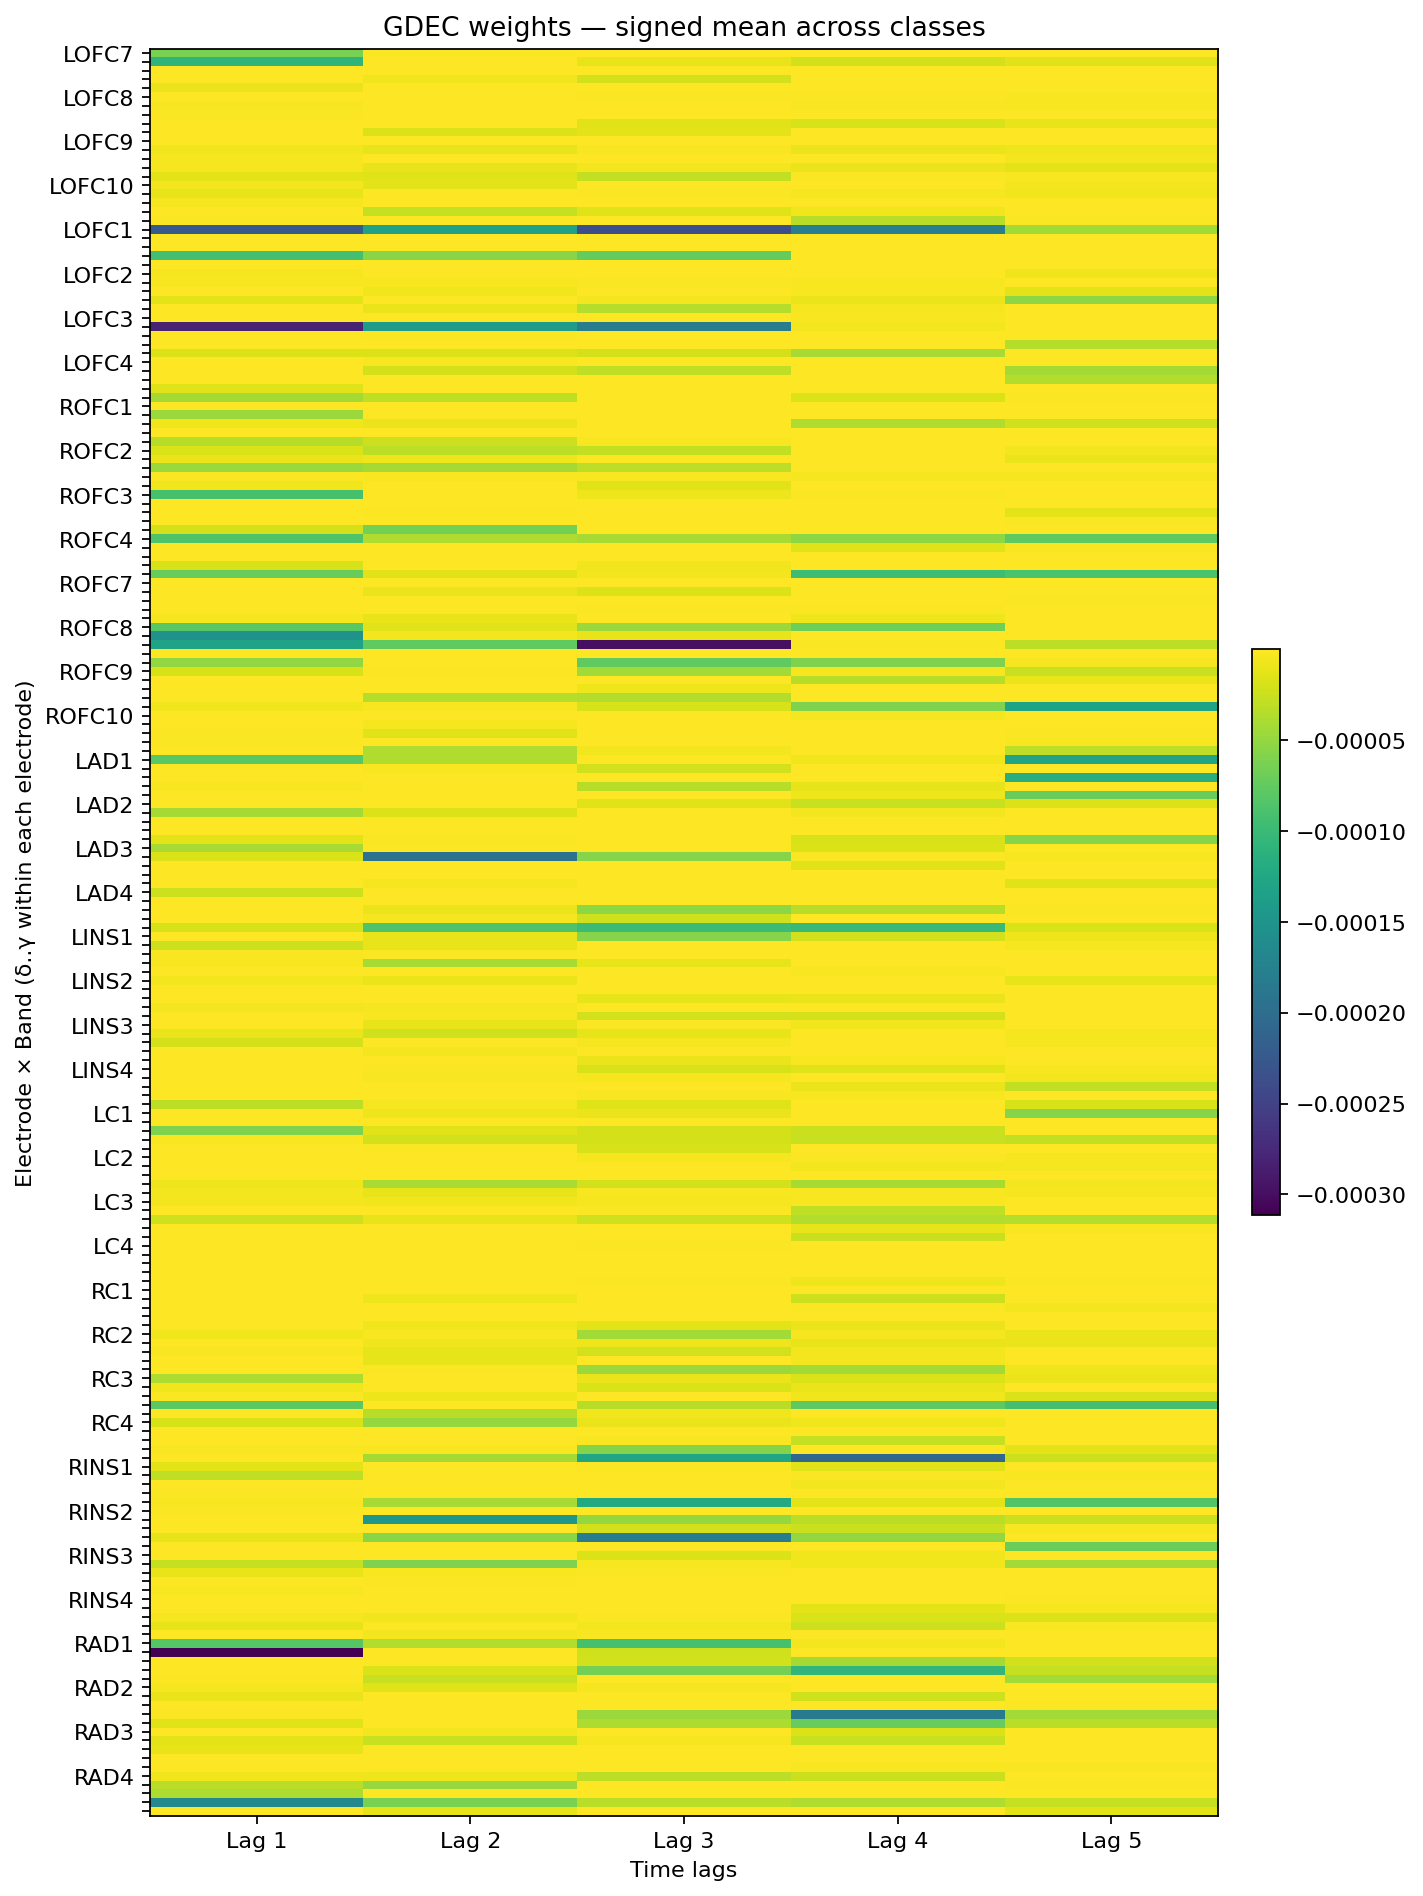 GDEC weights — signed mean across classes
LOFC7
LOFC8
LOFC9
LOFC10
LOFC1
LOFC2
LOFC3
LOFC4
ROFC1
ROFC2
ROFC3
ROFC4
ROFC7
ROFC8
ROFC9
ROFC10
LAD1
LAD2
LAD3
LAD4
LINS1
LINS2
LINS3
LINS4
LC1
LC2
LC3
LC4
RC1
RC2
RC3
RC4
RINS1
RINS2
RINS3
RINS4
RAD1
RAD2
RAD3
RAD4
Electrode × Band (δ..γ within each electrode)
Lag 1 Lag 2 Lag 3 Lag 4 Lag 5
Time lags
−0.00005
−0.00010
−0.00015
−0.00020
−0.00025
−0.00030